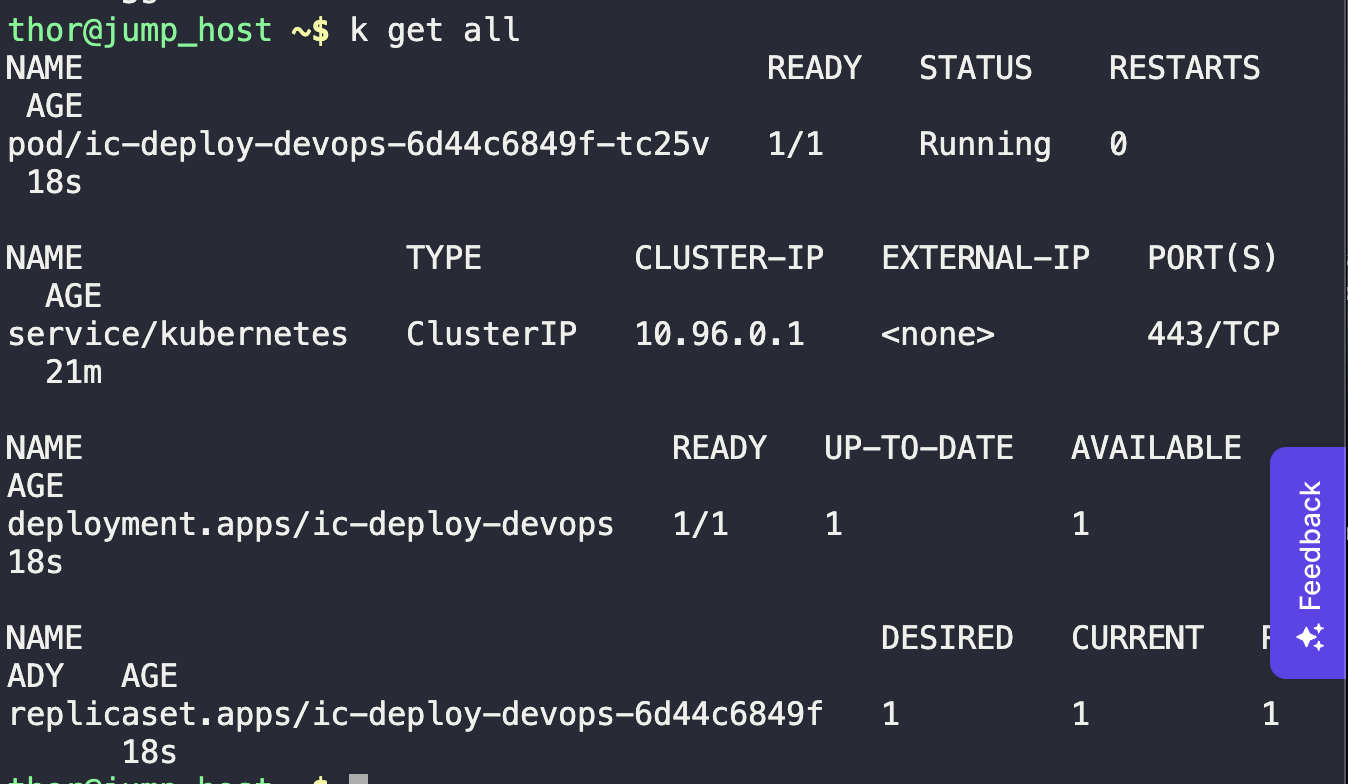 thor@jump_host ~$ k get all
NAME READY STATUS RESTARTS
AGE
pod/ic-deploy-devops-6d44c6849f-tc25v 1/1 Running 0
18s
NAME TYPE CLUSTER-IP EXTERNAL-IP PORT(S)
AGE
service/kubernetes ClusterIP 10.96.0.1 <none> 443/TCP
21m
NAME READY UP-TO-DATE AVAILABLE
AGE
deployment.apps/ic-deploy-devops 1/1 1 1
18s
NAME DESIRED CURRENT
ADY AGE
replicaset.apps/ic-deploy-devops-6d44c6849f 1 1 1
18s
thor@jump_host ~$
Feedback